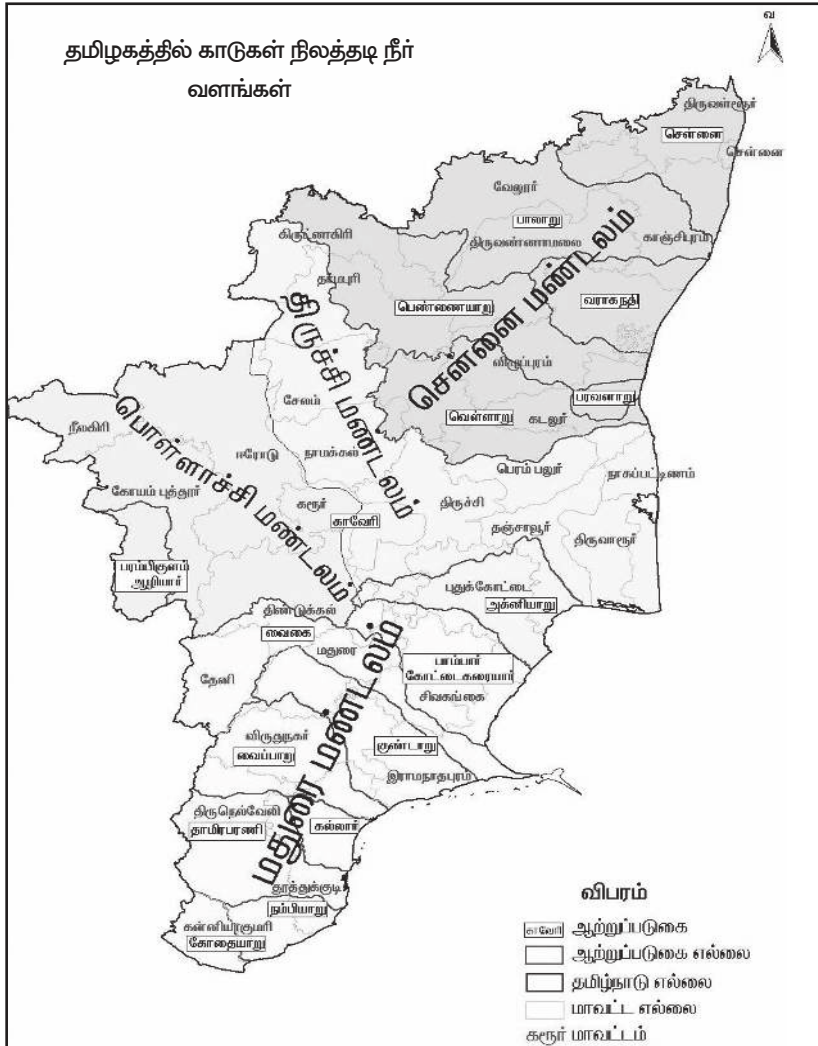 தமிழகத்தில் காடுகள் நிலத்தடி நீர்
வளங்கள்
வ
திருவள்ளூர்
சென்னை
சென்னை
வேலூர்
பாலாறு
காஞ்சிபுரம்
திருவண்ணாமலை
கிருட்ணகிரி
தர்மபுரி
பெண்ணையாறு
வராகநதி
சென்னை மண்டலம்
திருச்சி மண்டலம்
விழுப்புரம்
பரவனாறு
வெள்ளாறு
கடலூர்
சேலம்
நீலகிரி
பொள்ளாச்சி மண்டலம்
ஈரோடு
நாமக்கல்
பெரம்பலூர்
நாகப்பட்டிணம்
கோயம்புத்தூர்
கரூர்
காவேரி
திருச்சி
தஞ்சாவூர்
திருவாரூர்
பரம்பிகுளம்
ஆழியார்
புதுக்கோட்டை
அக்னியாறு
திண்டுக்கல்
வைகை
மதுரை
தேனி
பாம்பார்
கோட்டைகரையார்
சிவகங்கை
மதுரை மண்டலம்
விருதுநகர்
வைப்பாறு
குண்டாறு
இராமநாதபுரம்
திருநெல்வேலி
தாமிரபரணி
கல்லார்
தூத்துக்குடி
நம்பியாறு
கன்னியாகுமரி
கோதையாறு
விபரம்
காவேரி ஆற்றுப்படுகை
ஆற்றுப்படுகை எல்லை
தமிழ்நாடு எல்லை
மாவட்ட எல்லை
கரூர் மாவட்டம்